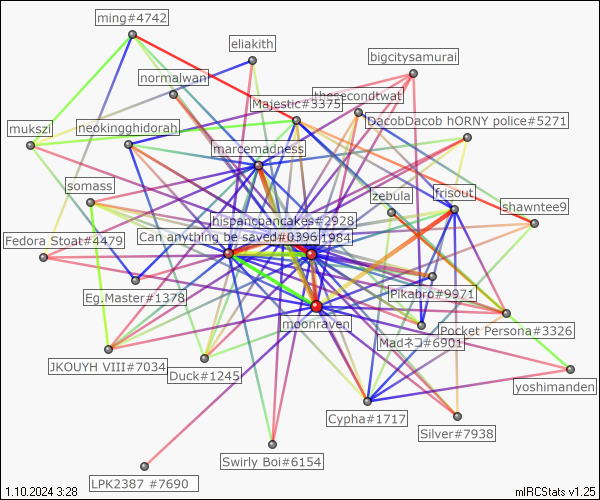 ming#4742
eliakith
bigcitysamurai
normalwan
thesecondtwat
Majestic#3375
DacobDacob hORNY police#5271
mukszi
neokingghidorah
marcemadness
somass
zebula
frisout
shawntee9
hispancpancakes#2928
Fedora Stoat#4479
Can anything be saved#0396
1984
Eg.Master#1378
Pikabro#9971
moonraven
Pocket Persona#3326
Madネコ#6901
JKOUYH VIII#7034
Duck#1245
yoshimanden
Cypha#1717
Silver#7938
Swirly Boi#6154
LPK2387 #7690
1.10.2024 3:28
mIRCStats v1.25